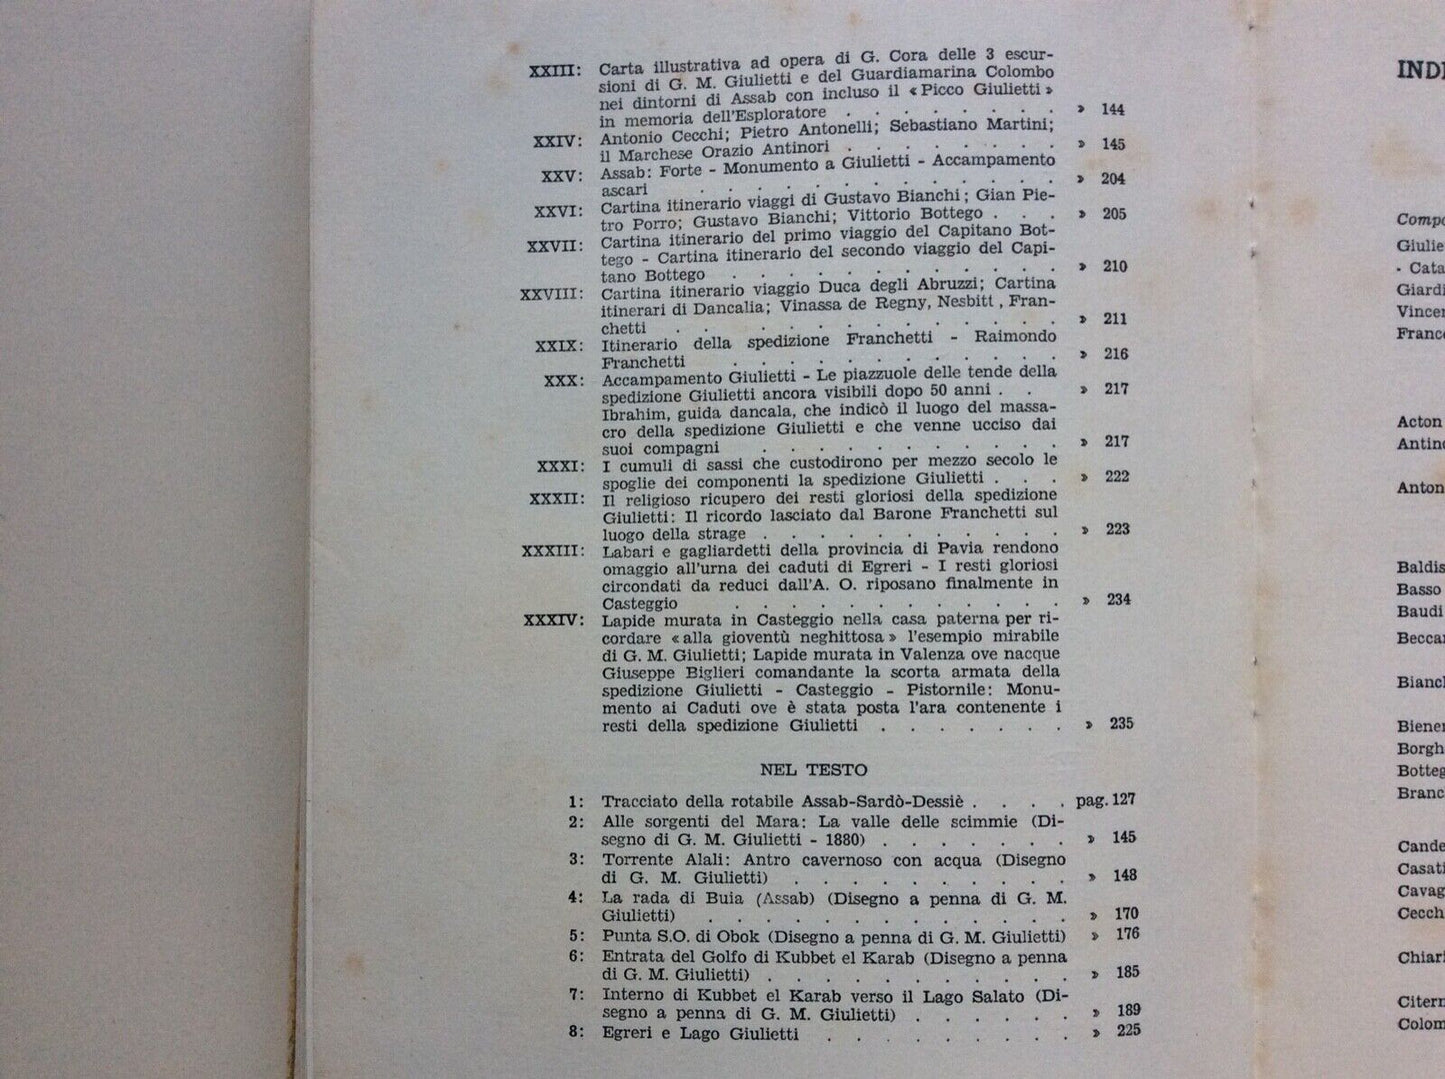 XXIII: Carta illustrativa ad opera di G. Cora delle 3 escur-
sioni di G. M. Giulietti e del Guardiamarina Colombo
nei dintorni di Assab con incluso il «Picco Giulietti»
in memoria dell'Esploratore . . . . . . . » 144
XXIV: Antonio Cecchi; Pietro Antonelli; Sebastiano Martini;
il Marchese Orazio Antinori . . . . . . . » 145
XXV: Assab: Forte - Monumento a Giulietti - Accampamento
ascari . . . . . . . . . . . . » 204
XXVI: Cartina itinerario viaggi di Gustavo Bianchi; Gian Pie-
tro Porro; Gustavo Bianchi; Vittorio Bottego . . . » 205
XXVII: Cartina itinerario del primo viaggio del Capitano Bot-
tego - Cartina itinerario del secondo viaggio del Capi-
tano Bottego . . . . . . . . . . . » 210
XXVIII: Cartina itinerario viaggio Duca degli Abruzzi; Cartina
itinerari di Dancalia; Vinassa de Regny, Nesbitt, Fran-
chetti . . . . . . . . . . . . » 211
XXIX: Itinerario della spedizione Franchetti - Raimondo
Franchetti . . . . . . . . . . . » 216
XXX: Accampamento Giulietti - Le piazzuole delle tende della
spedizione Giulietti ancora visibili dopo 50 anni . . » 217
Ibrahim, guida dancala, che indicò il luogo del massa-
cro della spedizione Giulietti e che venne ucciso dai
suoi compagni . . . . . . . . . . » 217
XXXI: I cumuli di sassi che custodirono per mezzo secolo le
spoglie dei componenti la spedizione Giulietti . . . » 222
XXXII: Il religioso ricupero dei resti gloriosi della spedizione
Giulietti: Il ricordo lasciato dal Barone Franchetti sul
luogo della strage . . . . . . . . . . » 223
XXXIII: Labari e gagliardetti della provincia di Pavia rendono
omaggio all'urna dei caduti di Egreri - I resti gloriosi
circondati da reduci dall'A. O. riposano finalmente in
Casteggio . . . . . . . . . . . » 234
XXXIV: Lapide murata in Casteggio nella casa paterna per ri-
cordare «alla gioventù neghittosa» l'esempio mirabile
di G. M. Giulietti; Lapide murata in Valenza ove nacque
Giuseppe Biglieri comandante la scorta armata della
spedizione Giulietti - Casteggio - Pistornile: Monu-
mento ai Caduti ove è stata posta l'ara contenente i
resti della spedizione Giulietti . . . . . . . » 235
NEL TESTO
1: Tracciato della rotabile Assab-Sardò-Dessiè . . . . pag. 127
2: Alle sorgenti del Mara: La valle delle scimmie (Di-
segno di G. M. Giulietti - 1880) . . . . . . . » 145
3: Torrente Alali: Antro cavernoso con acqua (Disegno
di G. M. Giulietti) . . . . . . . . . . » 148
4: La rada di Buia (Assab) (Disegno a penna di G. M.
Giulietti) . . . . . . . . . . . . . » 170
5: Punta S.O. di Obok (Disegno a penna di G. M. Giulietti) » 176
6: Entrata del Golfo di Kubbet el Karab (Disegno a penna
di G. M. Giulietti) . . . . . . . . . . . » 185
7: Interno di Kubbet el Karab verso il Lago Salato (Di-
segno a penna di G. M. Giulietti) . . . . . . » 189
8: Egreri e Lago Giulietti . . . . . . . . . » 225
INDI
Compo
Giulie
- Cata
Giardi
Vincen
France
Acton
Antino
Anton
Baldis
Basso
Baudi
Beccar
Bianch
Biener
Borgh
Botteg
Branc
Cande
Casati
Cavag
Cecch
Chiari
Citern
Colom